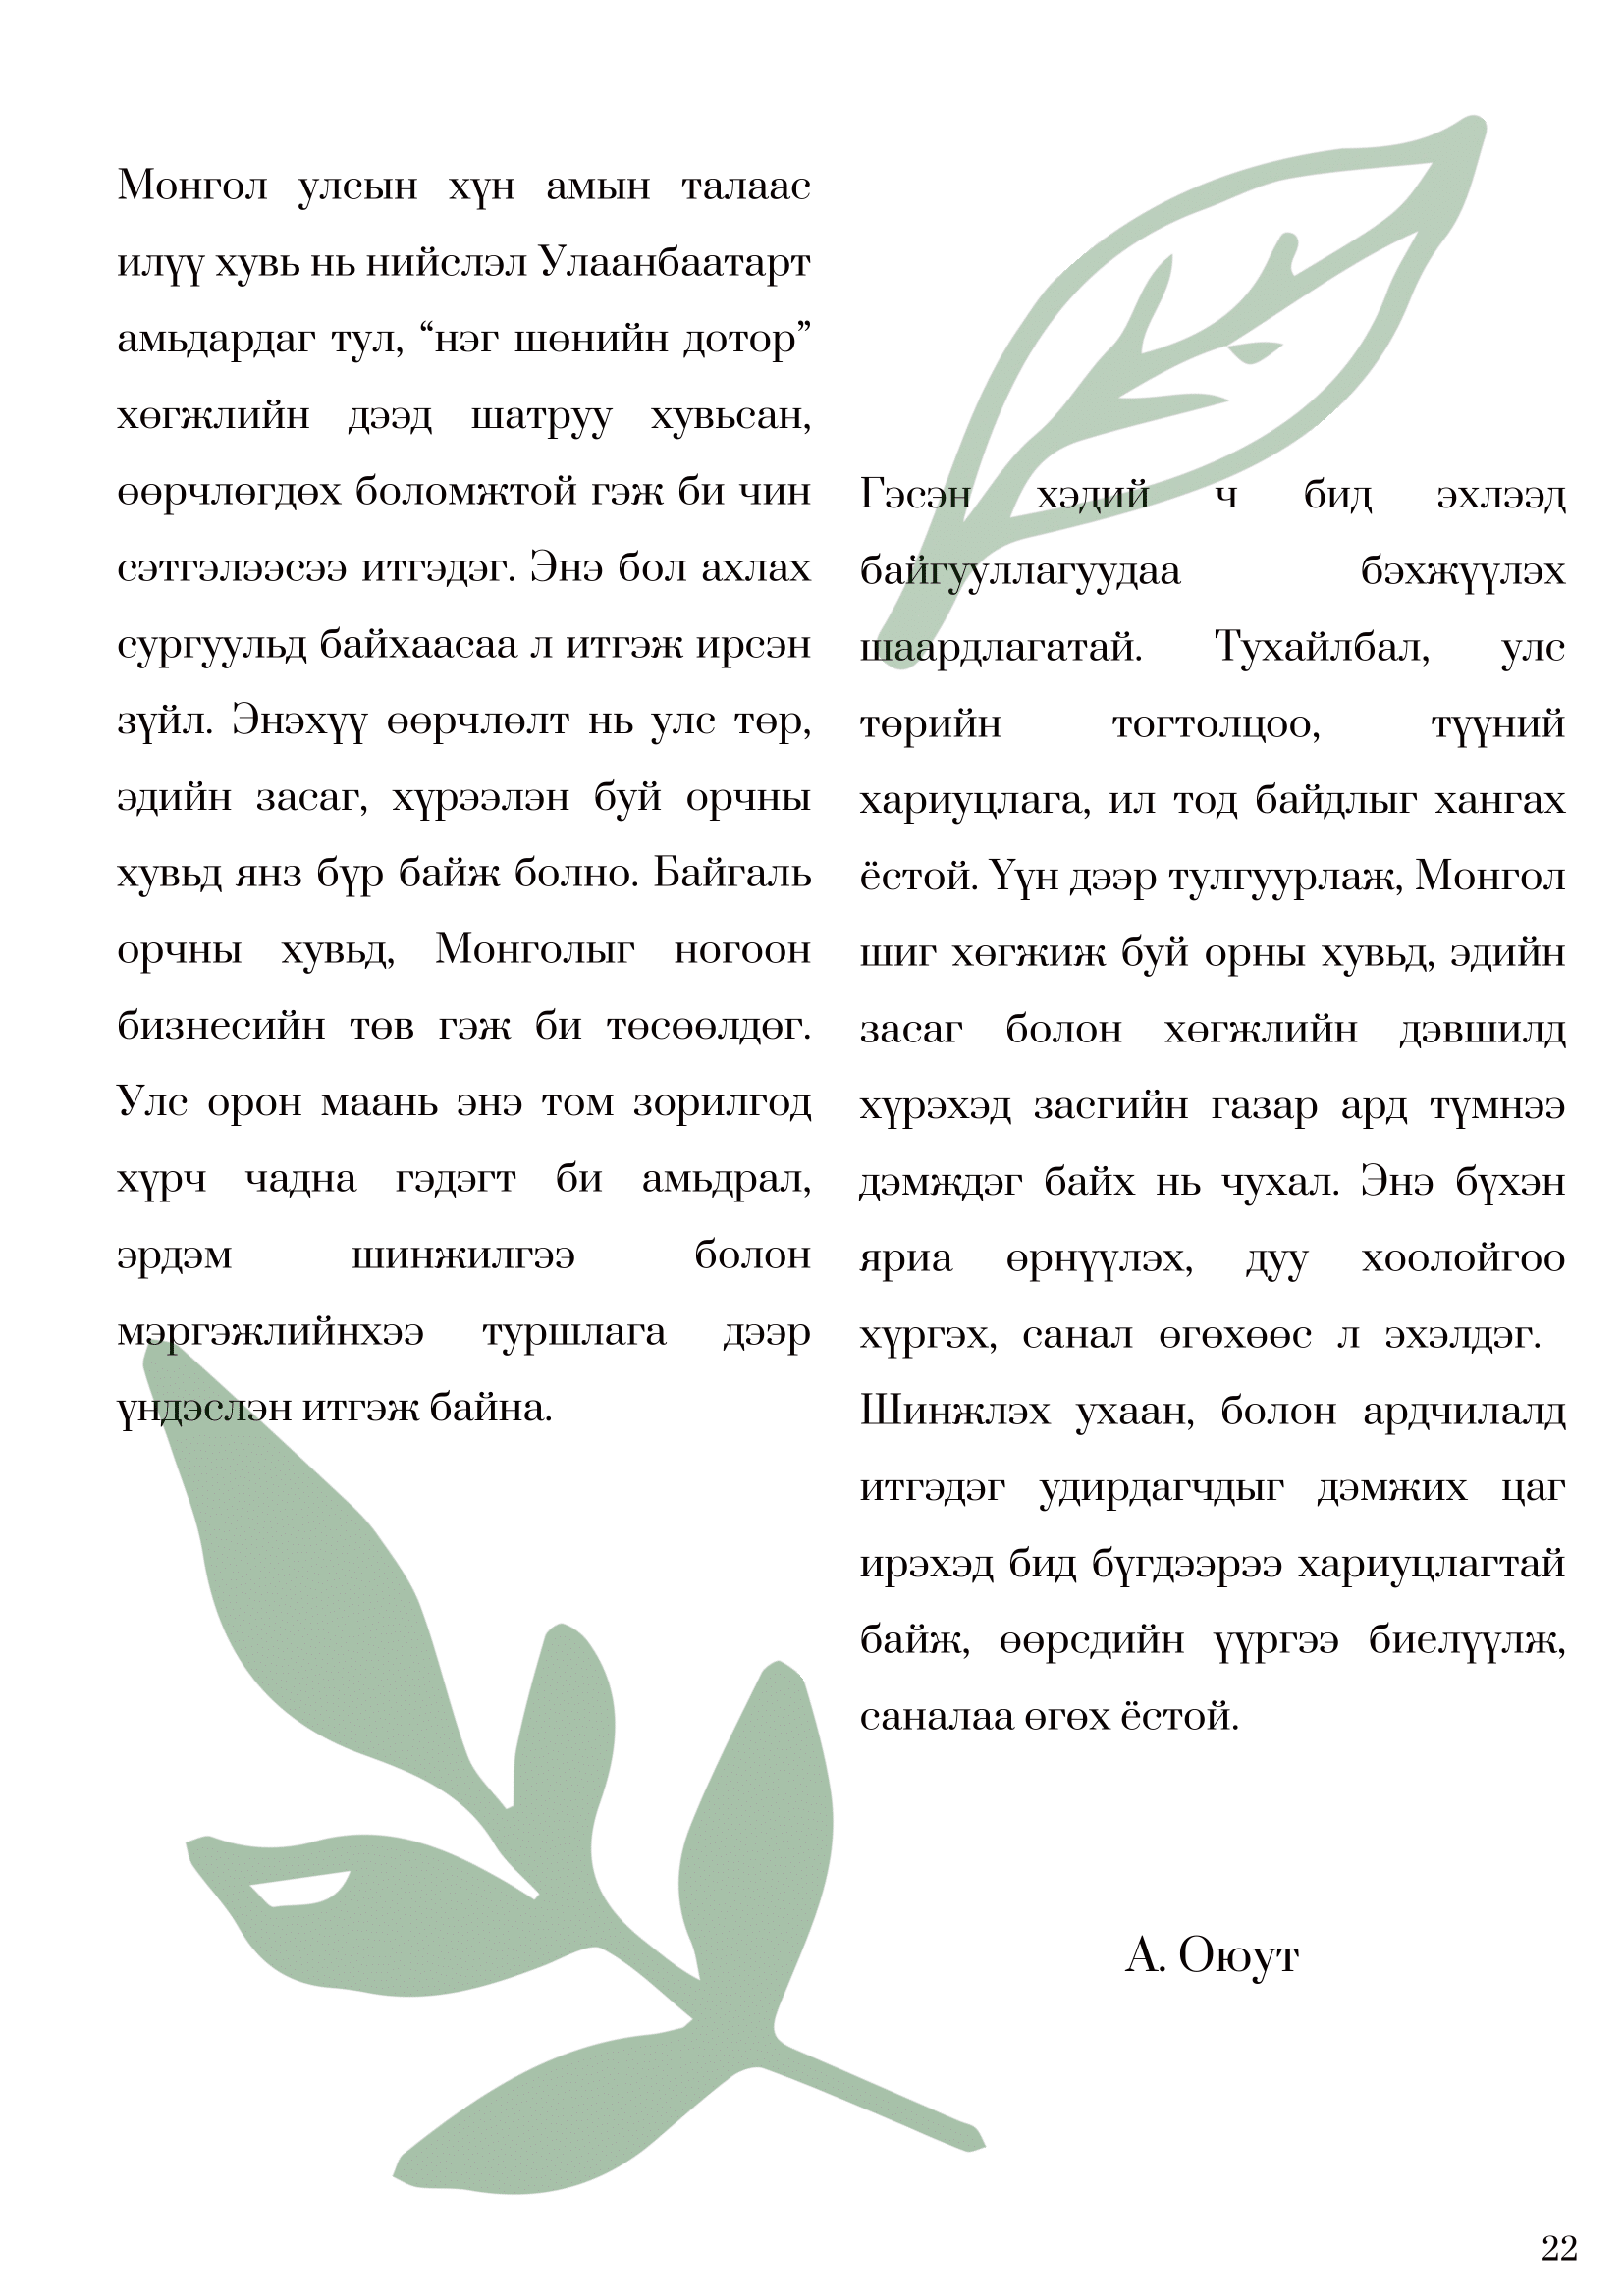 Монгол улсын хүн амын талаас
илүү хувь нь нийслэл Улаанбаатарт
амьдардаг тул, “нэг шөнийн дотор”
хөгжлийн дээд шатруу хувьсан,
өөрчлөгдөх боломжтой гэж би чин
сэтгэлээсээ итгэдэг. Энэ бол ахлах
сургуульд байхаасаа л итгэж ирсэн
зүйл. Энэхүү өөрчлөлт нь улс төр,
эдийн засаг, хүрээлэн буй орчны
хувьд янз бүр байж болно. Байгаль
орчны хувьд, Монголыг ногоон
бизнесийн төв гэж би төсөөлдөг.
Улс орон маань энэ том зорилгод
хүрч чадна гэдэгт би амьдрал,
эрдэм шинжилгээ болон
мэргэжлийнхээ туршлага дээр
үндэслэн итгэж байна.
Гэсэн хэдий ч бид эхлээд
байгууллагуудаа бэхжүүлэх
шаардлагатай. Тухайлбал, улс
төрийн тогтолцоо, түүний
хариуцлага, ил тод байдлыг хангах
ёстой. Үүн дээр тулгуурлаж, Монгол
шиг хөгжиж буй орны хувьд, эдийн
засаг болон хөгжлийн дэвшилд
хүрэхэд засгийн газар ард түмнээ
дэмждэг байх нь чухал. Энэ бүхэн
яриа өрнүүлэх, дуу хоолойгоо
хүргэх, санал өгөхөөс л эхэлдэг.
Шинжлэх ухаан, болон ардчилалд
итгэдэг удирдагчдыг дэмжих цаг
ирэхэд бид бүгдээрээ хариуцлагтай
байж, өөрсдийн үүргээ биелүүлж,
саналаа өгөх ёстой.
А. Оюут
22